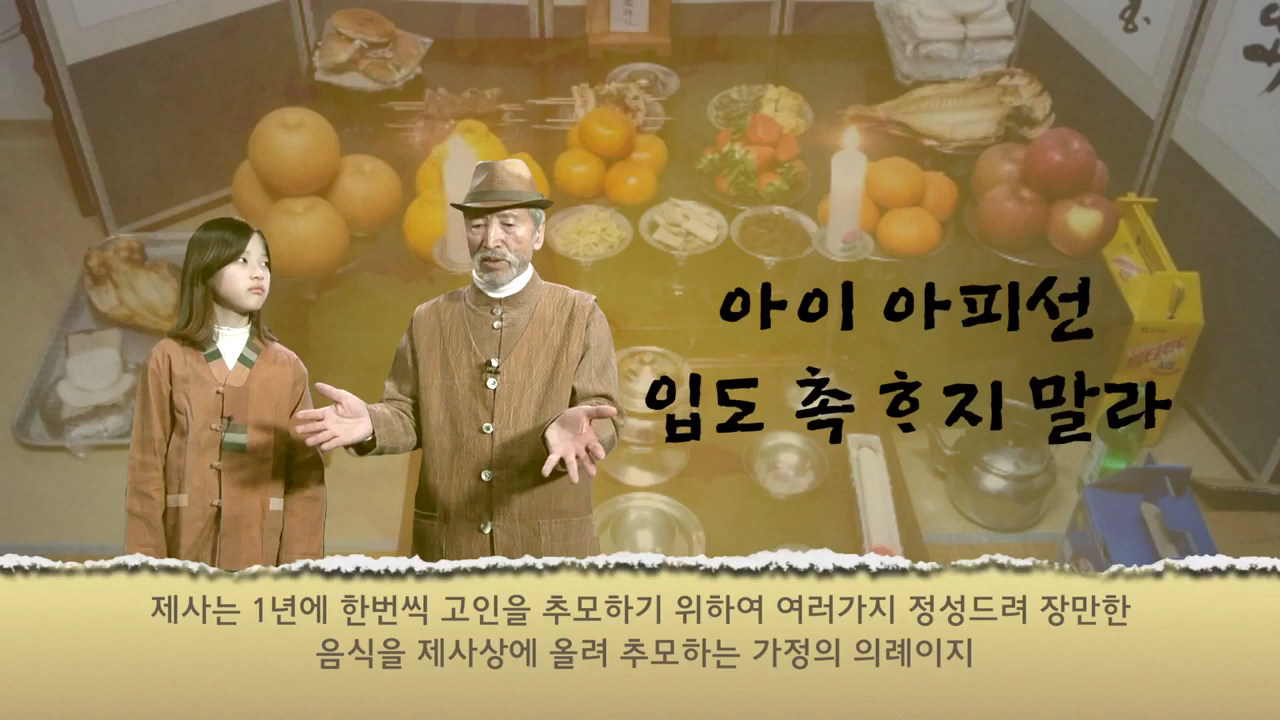 아이 아피선
입도 촉 ᄒᆞ지 말라
제사는 1년에 한번씩 고인을 추모하기 위하여 여러가지 정성드려 장만한
음식을 제사상에 올려 추모하는 가정의 의례이지